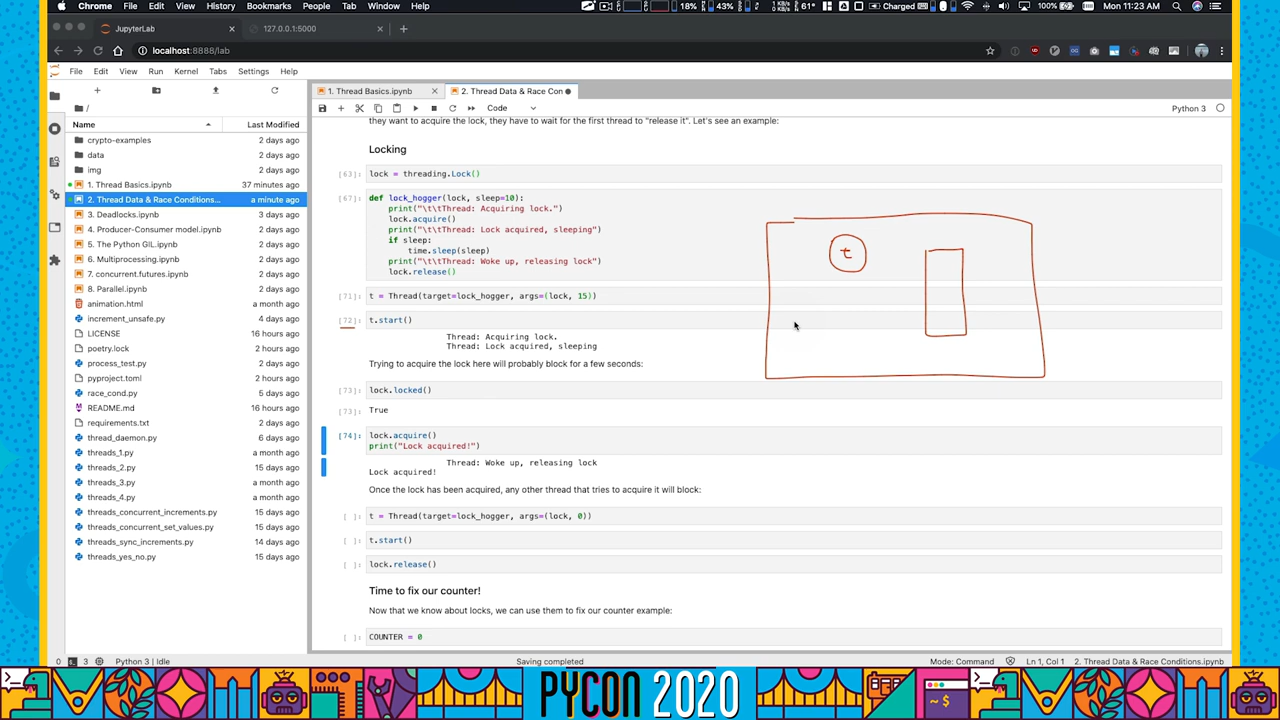 Chrome File Edit View History Bookmarks People Tab Window Help
18% 43% 61° Charged 100% Mon 11:23 AM
JupyterLab
127.0.0.1:5000
localhost:8888/lab
File Edit View Run Kernel Tabs Settings Help
1. Thread Basics.ipynb
2. Thread Data & Race Con
Code
Python 3
/
Name Last Modified
crypto-examples 2 days ago
data 2 days ago
img 2 days ago
1. Thread Basics.ipynb 37 minutes ago
2. Thread Data & Race Conditions... a minute ago
3. Deadlocks.ipynb 3 days ago
4. Producer-Consumer model.ipynb 2 days ago
5. The Python GIL.ipynb 2 days ago
6. Multiprocessing.ipynb 2 days ago
7. concurrent.futures.ipynb 2 days ago
8. Parallel.ipynb 2 days ago
animation.html a month ago
increment_unsafe.py 4 days ago
LICENSE 16 hours ago
poetry.lock 2 hours ago
process_test.py 2 days ago
pyproject.toml 2 hours ago
race_cond.py 5 days ago
README.md 16 hours ago
requirements.txt 2 days ago
thread_daemon.py 6 days ago
threads_1.py a month ago
threads_2.py 15 days ago
threads_3.py a month ago
threads_4.py a month ago
threads_concurrent_increments.py 15 days ago
threads_concurrent_set_values.py 15 days ago
threads_sync_increments.py 14 days ago
threads_yes_no.py 15 days ago
they want to acquire the lock, they have to wait for the first thread to "release it". Let's see an example:
Locking
[63]: lock = threading.Lock()
[67]: def lock_hogger(lock, sleep=10):
print("\t\tThread: Acquiring lock.")
lock.acquire()
print("\t\tThread: Lock acquired, sleeping")
if sleep:
time.sleep(sleep)
print("\t\tThread: Woke up, releasing lock")
lock.release()
t
[71]: t = Thread(target=lock_hogger, args=(lock, 15))
[72]: t.start()
Thread: Acquiring lock.
Thread: Lock acquired, sleeping
Trying to acquire the lock here will probably block for a few seconds:
[73]: lock.locked()
[73]: True
[74]: lock.acquire()
print("Lock acquired!")
Thread: Woke up, releasing lock
Lock acquired!
Once the lock has been acquired, any other thread that tries to acquire it will block:
[ ]: t = Thread(target=lock_hogger, args=(lock, 0))
[ ]: t.start()
[ ]: lock.release()
Time to fix our counter!
Now that we know about locks, we can use them to fix our counter example:
[ ]: COUNTER = 0
0 3 Python 3 | Idle Saving completed Mode: Command Ln 1, Col 1 2. Thread Data & Race Conditions.ipynb
PYCON 2020
~$